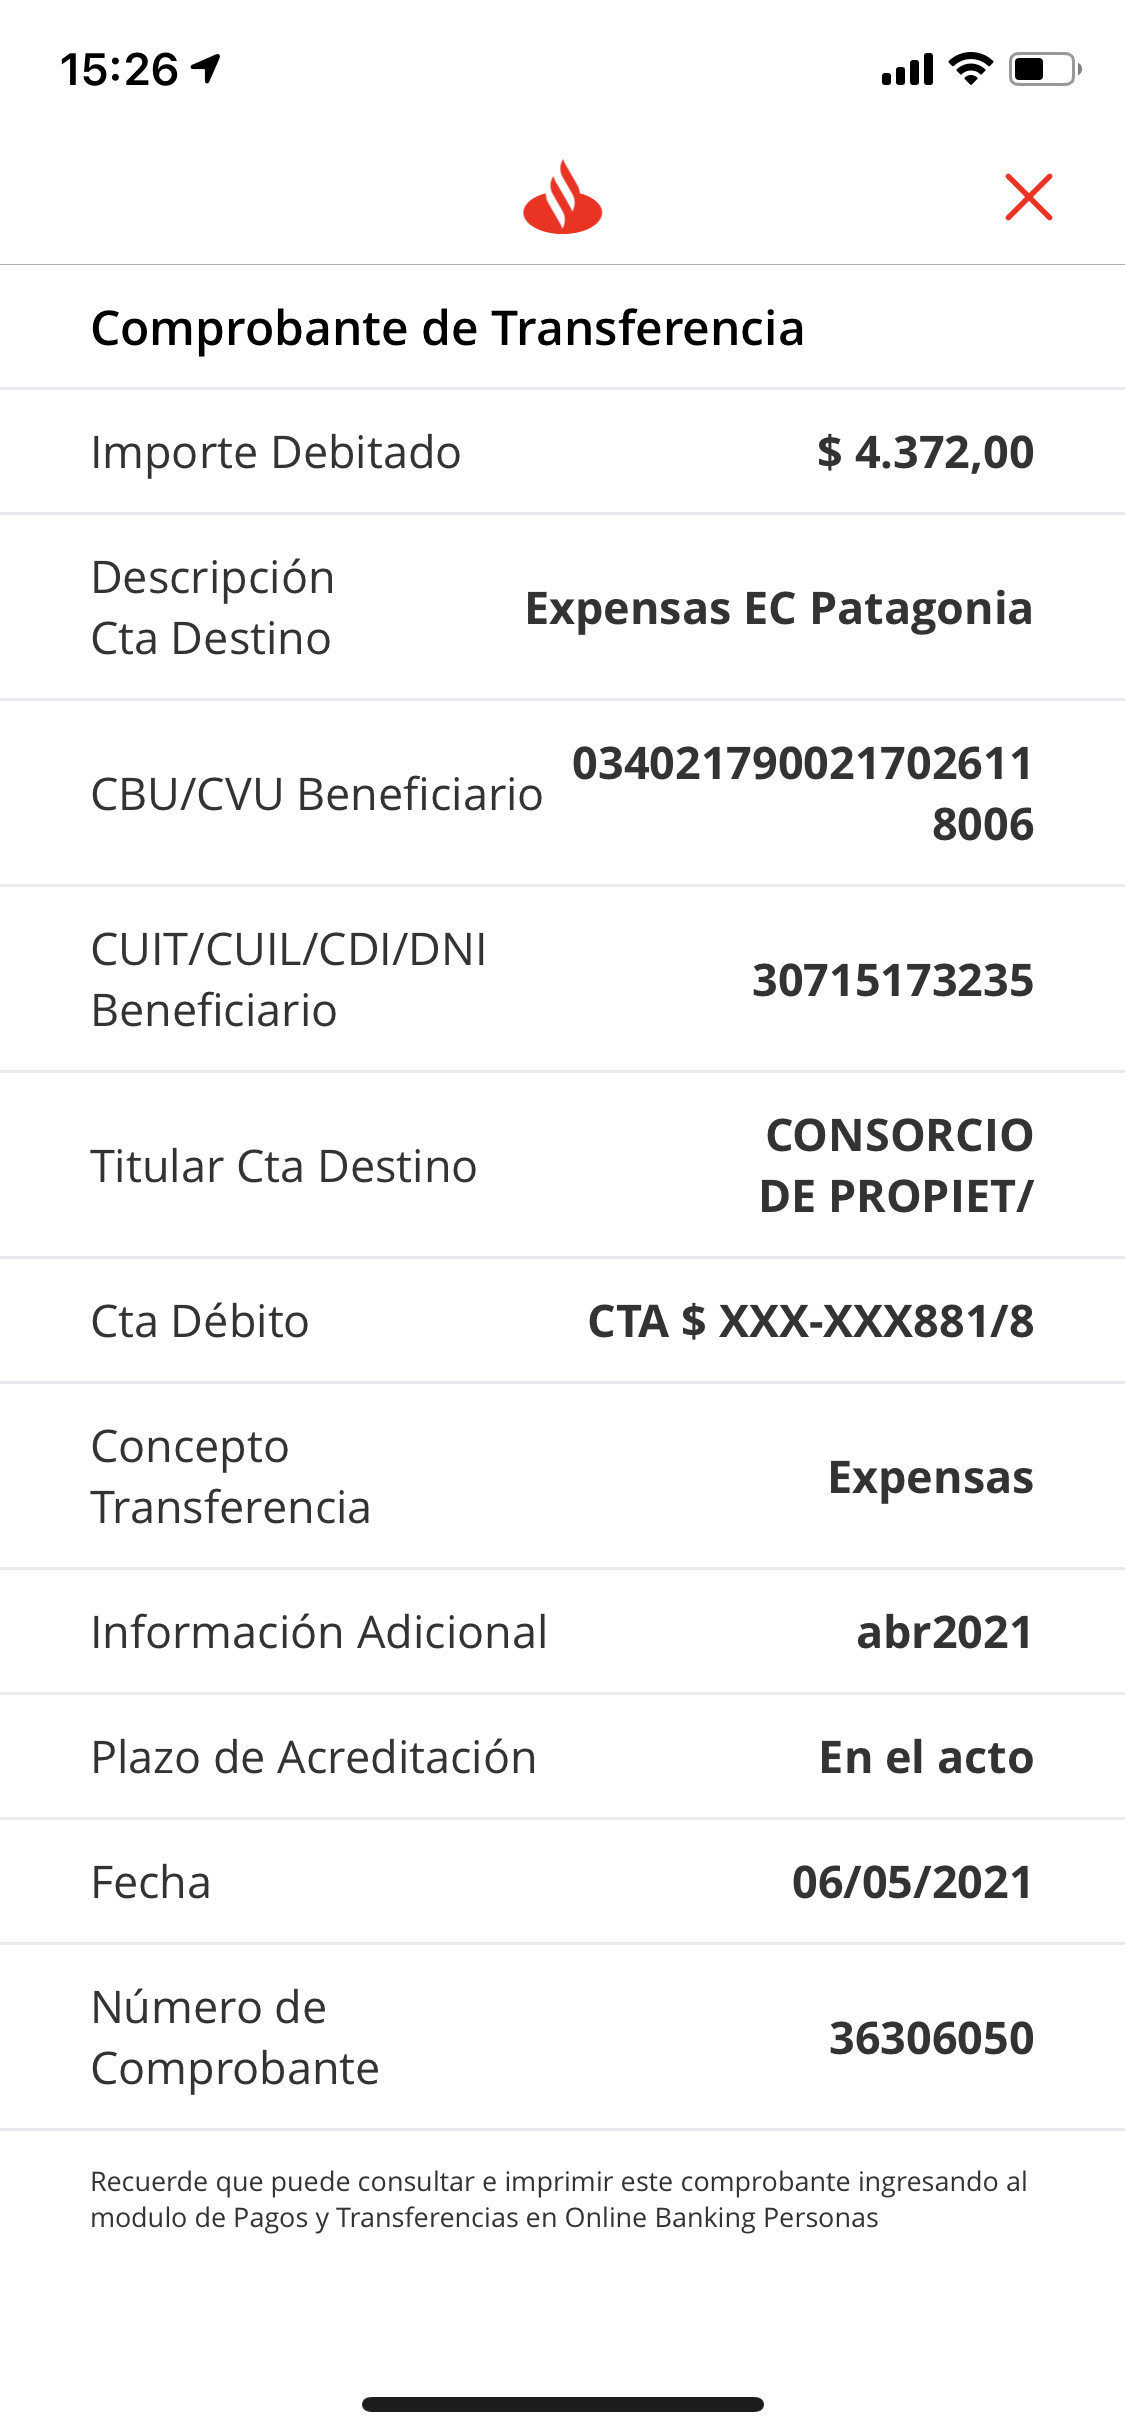 15:26
Comprobante de Transferencia
Importe Debitado $ 4.372,00
Descripción
Cta Destino
Expensas EC Patagonia
CBU/CVU Beneficiario
034021790021702611
8006
CUIT/CUIL/CDI/DNI
Beneficiario
30715173235
Titular Cta Destino
CONSORCIO
DE PROPIET/
Cta Débito CTA $ XXX-XXX881/8
Concepto
Transferencia
Expensas
Información Adicional abr2021
Plazo de Acreditación En el acto
Fecha 06/05/2021
Número de
Comprobante
36306050
Recuerde que puede consultar e imprimir este comprobante ingresando al
modulo de Pagos y Transferencias en Online Banking Personas